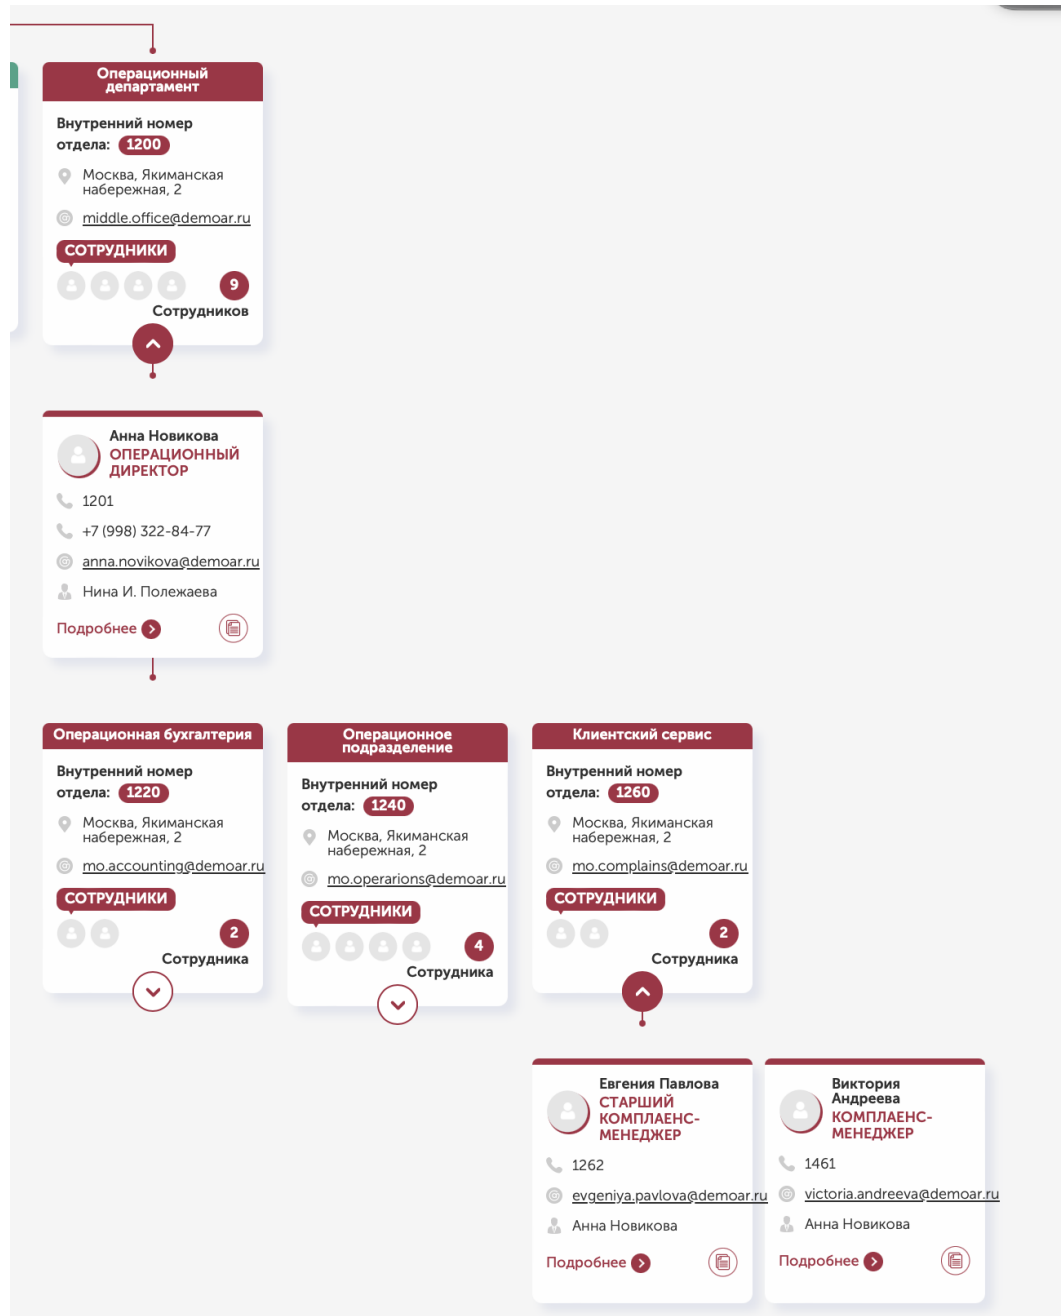 Операционный
департамент
Внутренний номер
отдела: 1200
Москва, Якиманская
набережная, 2
middle.office@demoar.ru
СОТРУДНИКИ
9
Сотрудников
Анна Новикова
ОПЕРАЦИОННЫЙ
ДИРЕКТОР
1201
+7 (998) 322-84-77
anna.novikova@demoar.ru
Нина И. Полежаева
Подробнее
Операционная бухгалтерия
Внутренний номер
отдела: 1220
Москва, Якиманская
набережная, 2
mo.accounting@demoar.ru
СОТРУДНИКИ
2
Сотрудника
Операционное
подразделение
Внутренний номер
отдела: 1240
Москва, Якиманская
набережная, 2
mo.operarions@demoar.ru
СОТРУДНИКИ
4
Сотрудника
Клиентский сервис
Внутренний номер
отдела: 1260
Москва, Якиманская
набережная, 2
mo.complains@demoar.ru
СОТРУДНИКИ
2
Сотрудника
Евгения Павлова
СТАРШИЙ
КОМПЛАЕНС-
МЕНЕДЖЕР
1262
evgeniya.pavlova@demoar.ru
Анна Новикова
Подробнее
Виктория
Андреева
КОМПЛАЕНС-
МЕНЕДЖЕР
1461
victoria.andreeva@demoar.ru
Анна Новикова
Подробнее